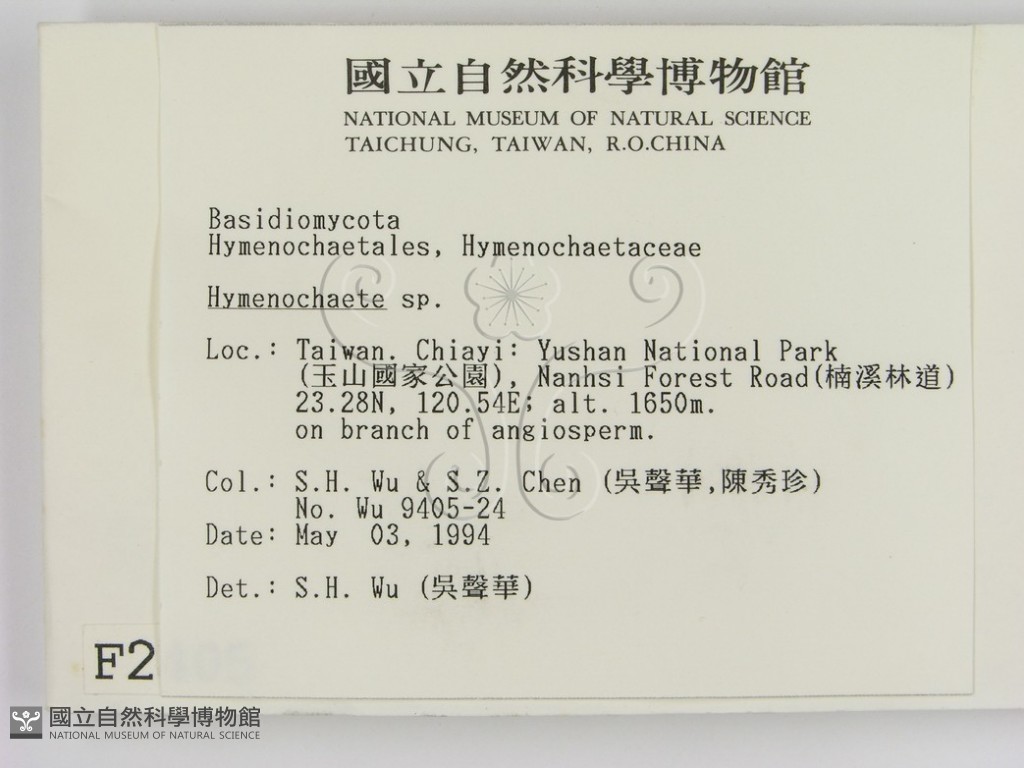 國立自然科學博物館
NATIONAL MUSEUM OF NATURAL SCIENCE
TAICHUNG, TAIWAN, R.O.CHINA
Basidiomycota
Hymenochaetales, Hymenochaetaceae
Hymenochaete sp.
Loc.: Taiwan. Chiayi: Yushan National Park
(玉山國家公園), Nanhsi Forest Road(楠溪林道)
23.28N, 120.54E; alt. 1650m.
on branch of angiosperm.
Col.: S.H. Wu & S.Z. Chen (吳聲華,陳秀珍)
No. Wu 9405-24
Date: May 03, 1994
Det.: S.H. Wu (吳聲華)
F2
國立自然科學博物館
NATIONAL MUSEUM OF NATURAL SCIENCE